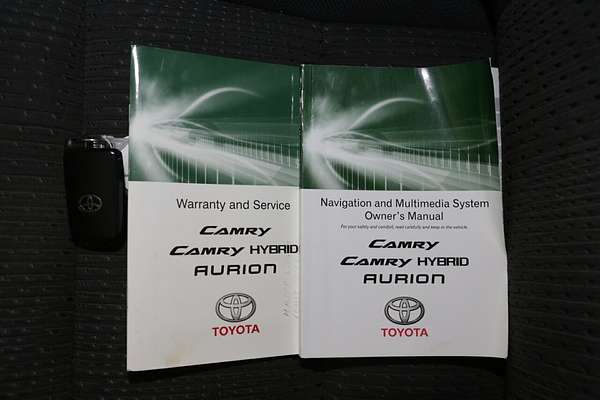 Warranty and Service
CAMRY
CAMRY HYBRID
AURION
TOYOTA
Navigation and Multimedia System
Owner's Manual
For your safety and comfort, read carefully and keep in the vehicle.
CAMRY
CAMRY HYBRID
AURION
TOYOTA